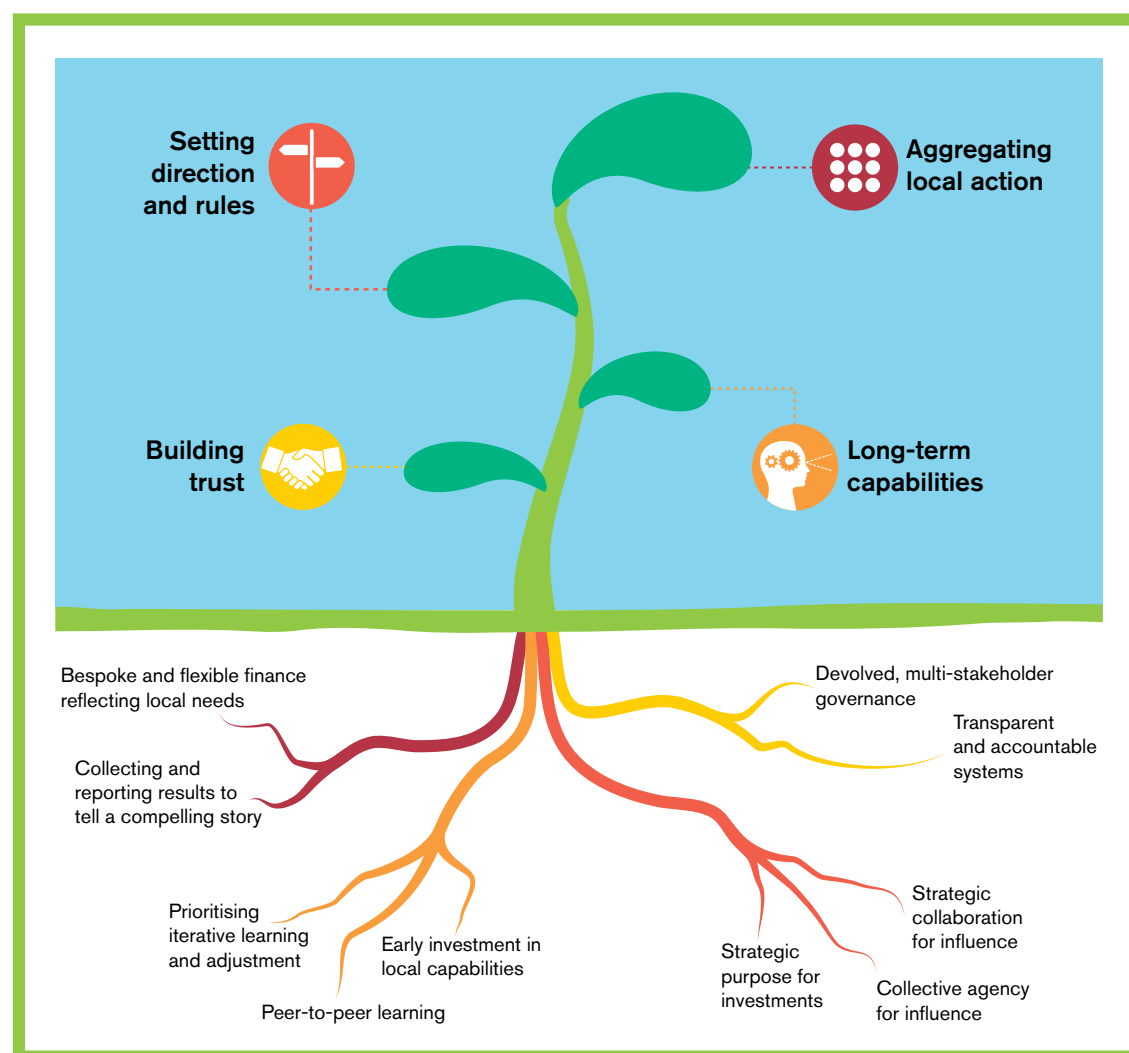 Setting
direction
and rules
Aggregating
local action
Building
trust
Long-term
capabilities
Bespoke and flexible finance
reflecting local needs
Collecting and
reporting results to
tell a compelling story
Prioritising
iterative learning
and adjustment
Peer-to-peer learning
Early investment in
local capabilities
Strategic
purpose for
investments
Collective agency
for influence
Strategic
collaboration
for influence
Devolved, multi-stakeholder
governance
Transparent
and accountable
systems